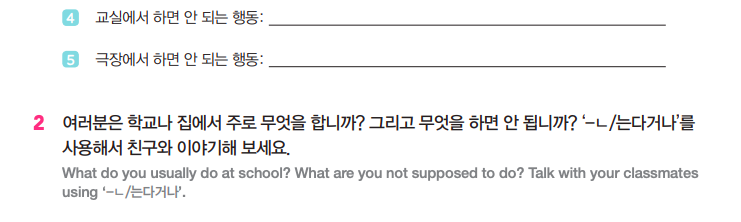 4 교실에서 하면 안 되는 행동:
5 극장에서 하면 안 되는 행동:
2 여러분은 학교나 집에서 주로 무엇을 합니까? 그리고 무엇을 하면 안 됩니까? ‘–ㄴ/는다거나’를
사용해서 친구와 이야기해 보세요.
What do you usually do at school? What are you not supposed to do? Talk with your classmates
using ‘–ㄴ/는다거나’.